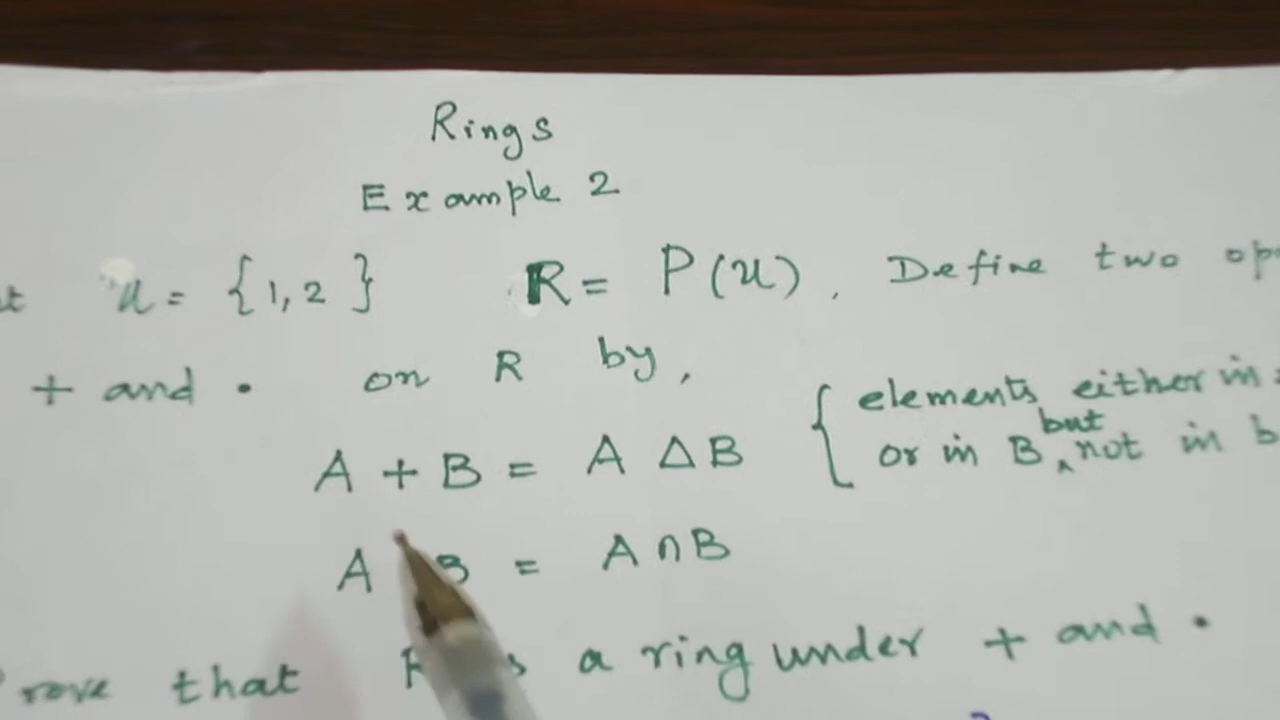 Rings
Example 2
u = {1,2} R = P(u). Define two
+ and • on R by,
A + B = A Δ B { elements either in
or in B but not in
A B = A ∩ B
that a ring under + and •